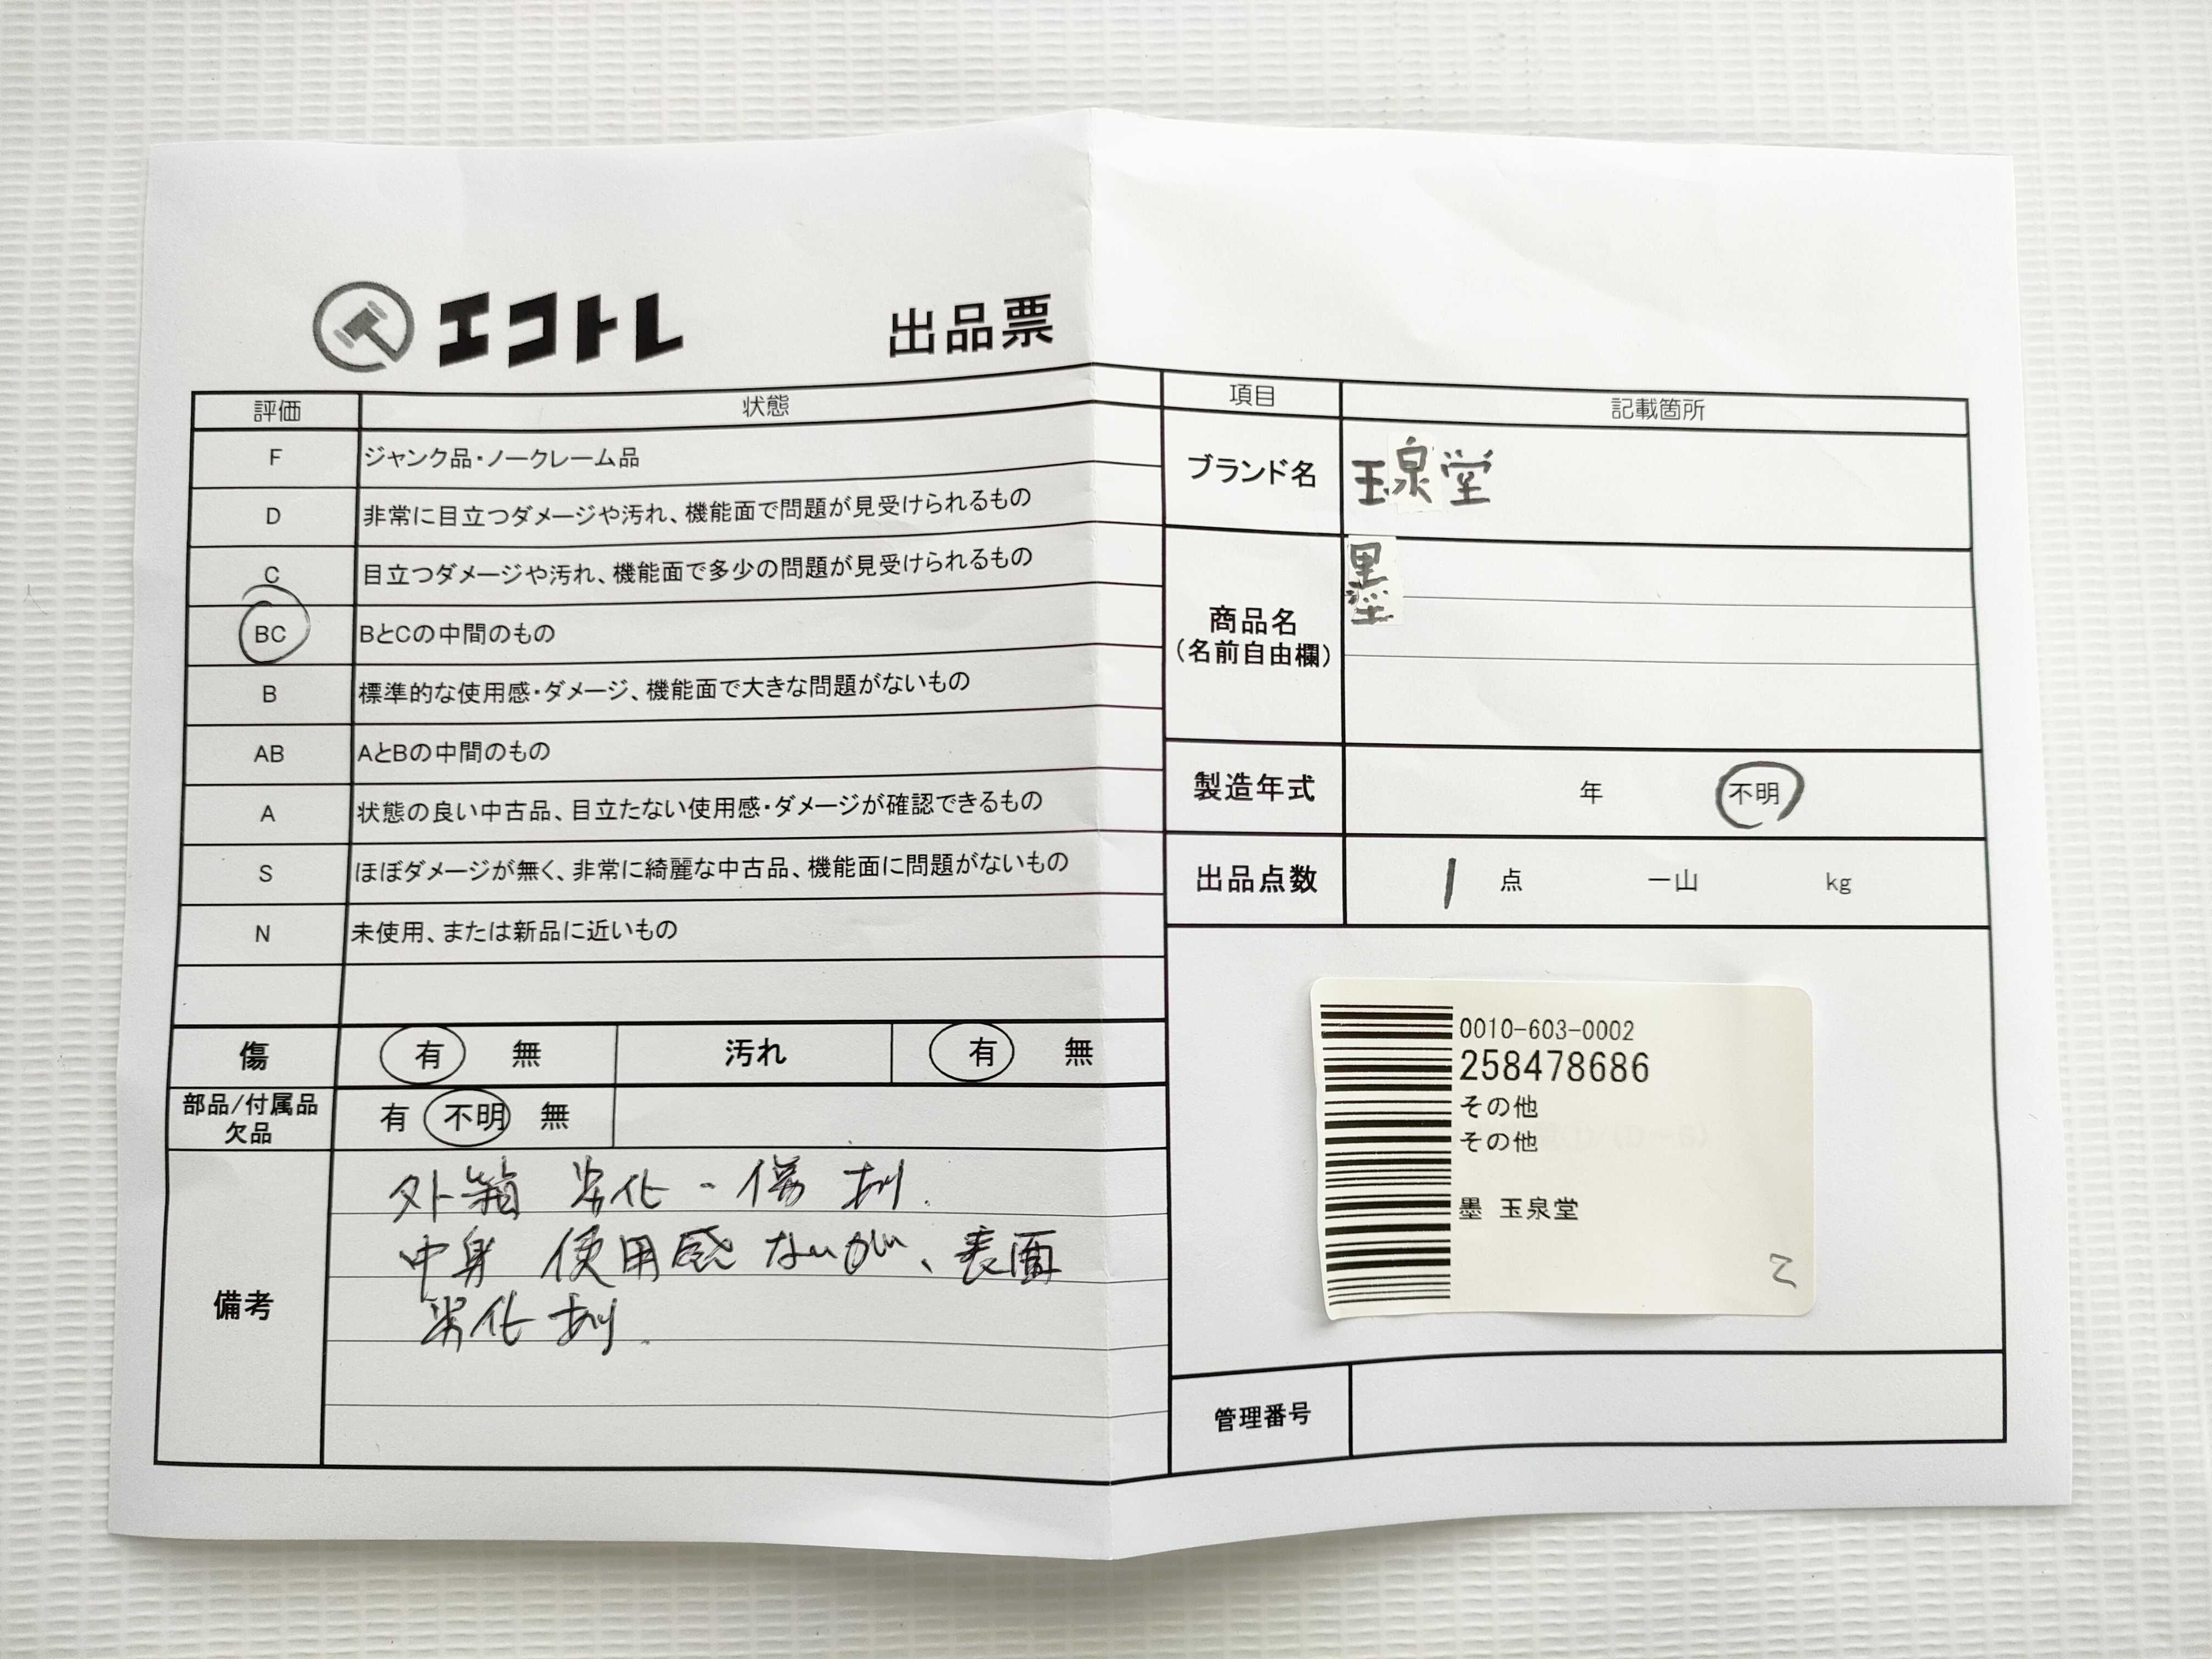 エコトレ 出品票
評価 状態
F ジャンク品・ノークレーム品
D 非常に目立つダメージや汚れ、機能面で問題が見受けられるもの
C 目立つダメージや汚れ、機能面で多少の問題が見受けられるもの
BC BとCの中間のもの
B 標準的な使用感・ダメージ、機能面で大きな問題がないもの
AB AとBの中間のもの
A 状態の良い中古品、目立たない使用感・ダメージが確認できるもの
S ほぼダメージが無く、非常に綺麗な中古品、機能面に問題がないもの
N 未使用、または新品に近いもの
傷 有 無 汚れ 有 無
部品/付属品
欠品
有 不明 無
備考
外箱 劣化・傷 有り.
中身 使用感ないが、表面
劣化有り.
項目 記載箇所
ブランド名 玉泉堂
商品名
(名前自由欄)
墨
製造年式 年 不明
出品点数 1 点 一山 kg
0010-603-0002
258478686
その他
その他
墨 玉泉堂
管理番号